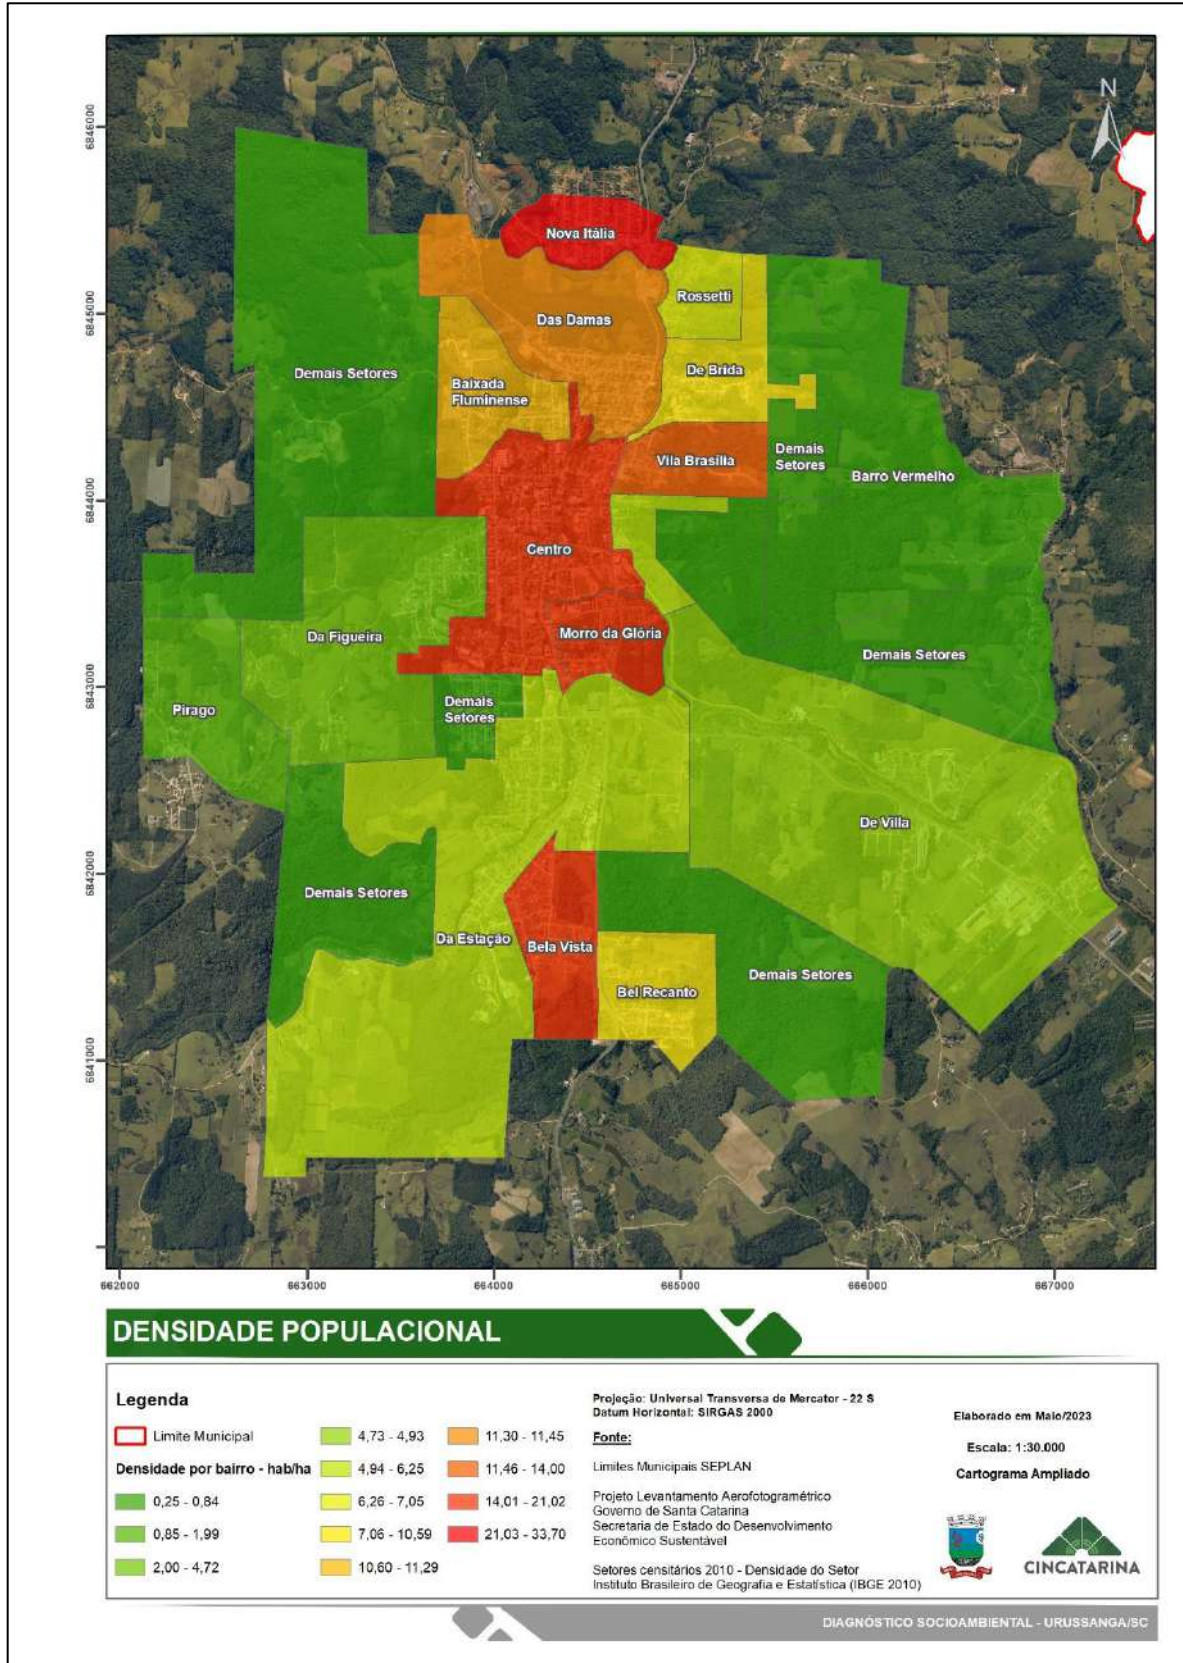 N
6846000
6845000
6844000
6843000
6842000
6841000
Nova Itália
Rossetti
Das Damas
De Brida
Demais Setores
Baixada
Fluminense
Demais
Setores
Vila Brasília
Barro Vermelho
Centro
Morro da Glória
Da Figueira
Demais Setores
Pirago
Demais
Setores
De Villa
Demais Setores
Da Estação
Bela Vista
Demais Setores
Bel Recanto
662000
663000
664000
665000
666000
667000
DENSIDADE POPULACIONAL
Legenda
Limite Municipal
Densidade por bairro - hab/ha
0,25 - 0,84
0,85 - 1,99
2,00 - 4,72
4,73 - 4,93
4,94 - 6,25
6,26 - 7,05
7,06 - 10,59
10,60 - 11,29
11,30 - 11,45
11,46 - 14,00
14,01 - 21,02
21,03 - 33,70
Projeção: Universal Transversa de Mercator - 22 S
Datum Horizontal: SIRGAS 2000
Fonte:
Limites Municipais SEPLAN
Projeto Levantamento Aerofotogramétrico
Governo de Santa Catarina
Secretaria de Estado do Desenvolvimento
Econômico Sustentável
Setores censitários 2010 - Densidade do Setor
Instituto Brasileiro de Geografia e Estatística (IBGE 2010)
Elaborado em Maio/2023
Escala: 1:30.000
Cartograma Ampliado
CINCATARINA
DIAGNÓSTICO SOCIOAMBIENTAL - URUSSANGA/SC